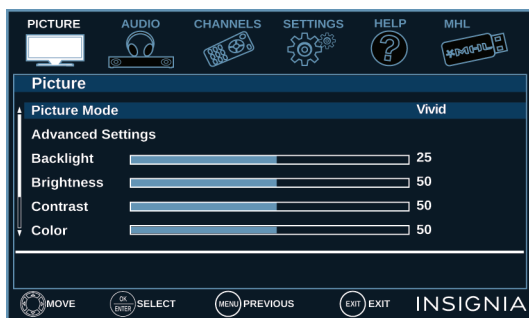 PICTURE AUDIO CHANNELS SETTINGS HELP MHL
?
MHL
Picture
Picture Mode Vivid
Advanced Settings
Backlight 25
Brightness 50
Contrast 50
Color 50
MOVE OK ENTER SELECT MENU PREVIOUS EXIT EXIT INSIGNIA